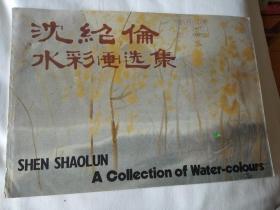 沈紹倫
水彩画选集
SHEN SHAOLUN
A Collection of Water-colours